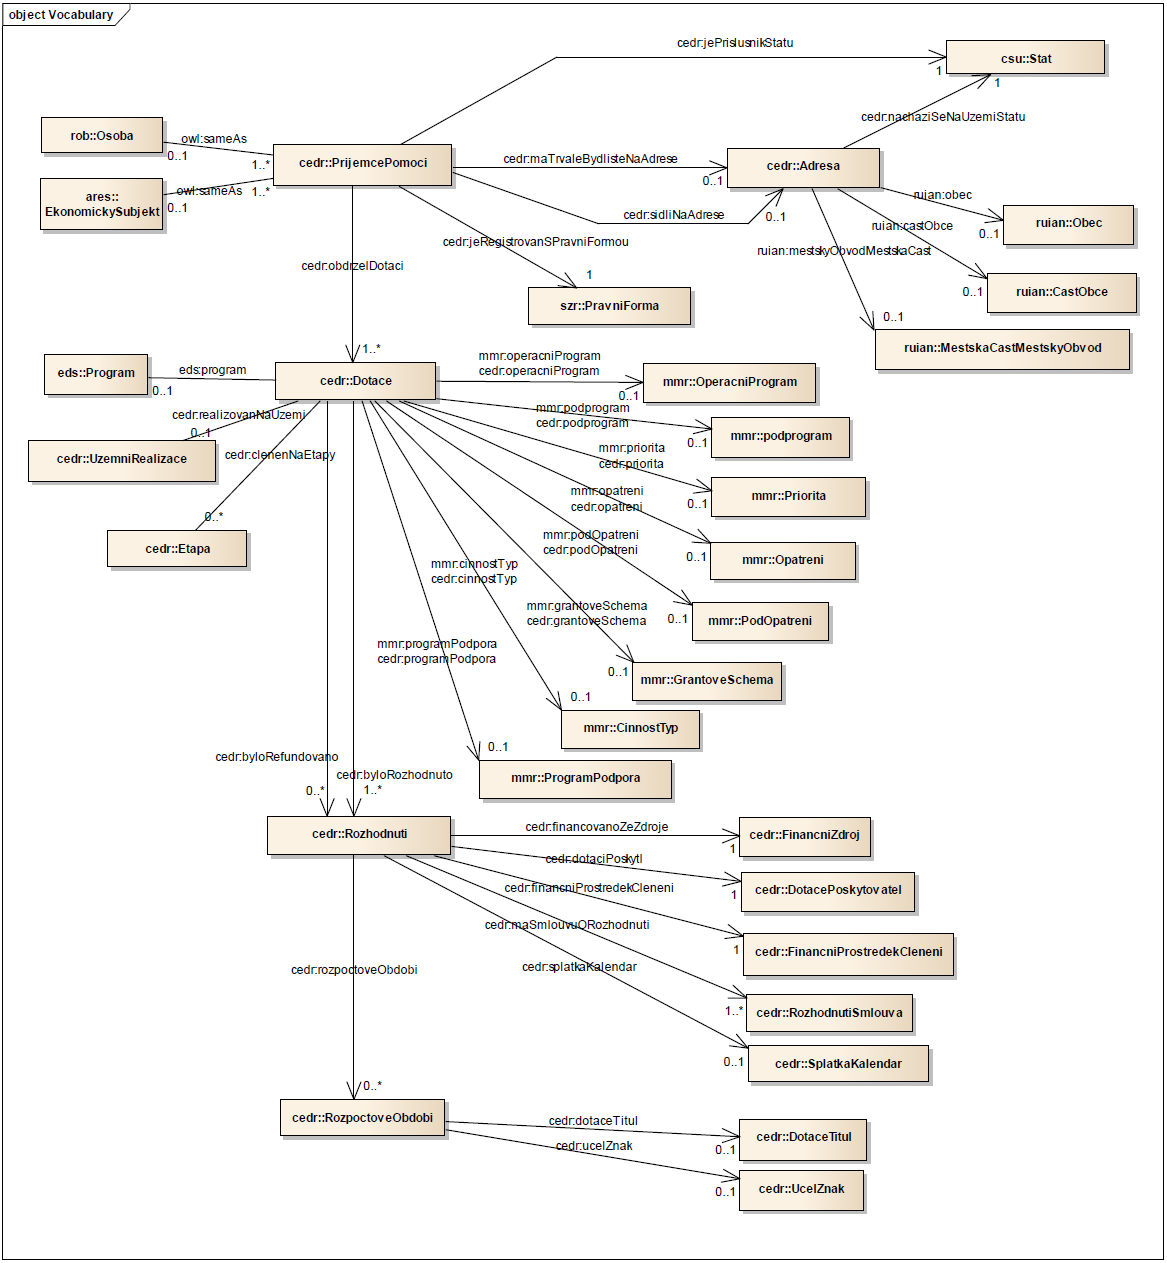 object Vocabulary
cedr:jePrislusnikStatu
csu::Stat
1
1
cedr:nachaziSeNaUzemiStatu
rob::Osoba
owl:sameAs
0..1
1..*
cedr::PrijemcePomoci
cedr:maTrvaleBydlisteNaAdrese
0..1
cedr::Adresa
ares::
EkonomickySubjekt
owl:sameAs
0..1
1..*
cedr:sidliNaAdrese
0..1
ruian:obec
0..1
ruian::Obec
ruian:castObce
cedr:jeRegistrovanSPravniFormou
ruian:mestskyObvodMestskaCast
cedr:obdrzelDotaci
1
0..1
ruian::CastObce
szr::PravniForma
0..1
ruian::MestskaCastMestskyObvod
1..*
eds::Program
eds:program
0..1
cedr::Dotace
mmr:operacniProgram
cedr:operacniProgram
0..1
mmr::OperacniProgram
cedr:realizovanNaUzemi
0..1
mmr:podprogram
cedr:podprogram
0..1
mmr::podprogram
cedr::UzemniRealizace
cedr:clenenNaEtapy
mmr:priorita
cedr:priorita
0..1
mmr::Priorita
0..*
mmr:opatreni
cedr:opatreni
cedr::Etapa
mmr:podOpatreni
cedr:podOpatreni
0..1
mmr::Opatreni
mmr:cinnostTyp
cedr:cinnostTyp
mmr:grantoveSchema
cedr:grantoveSchema
0..1
mmr::PodOpatreni
mmr:programPodpora
cedr:programPodpora
0..1
mmr::GrantoveSchema
0..1
mmr::CinnostTyp
cedr:byloRefundovano
0..1
cedr:byloRozhodnuto
mmr::ProgramPodpora
0..*
1..*
cedr::Rozhodnuti
cedr:financovanoZeZdroje
1
cedr::FinancniZdroj
cedr:dotaciPoskytl
1
cedr::DotacePoskytovatel
cedr:financniProstredekCleneni
1
cedr::FinancniProstredekCleneni
cedr:maSmlouvuORozhodnuti
cedr:splatkaKalendar
cedr:rozpoctoveObdobi
1..*
cedr::RozhodnutiSmlouva
0..1
cedr::SplatkaKalendar
0..*
cedr::RozpoctoveObdobi
cedr:dotaceTitul
0..1
cedr::DotaceTitul
cedr:ucelZnak
0..1
cedr::UcelZnak